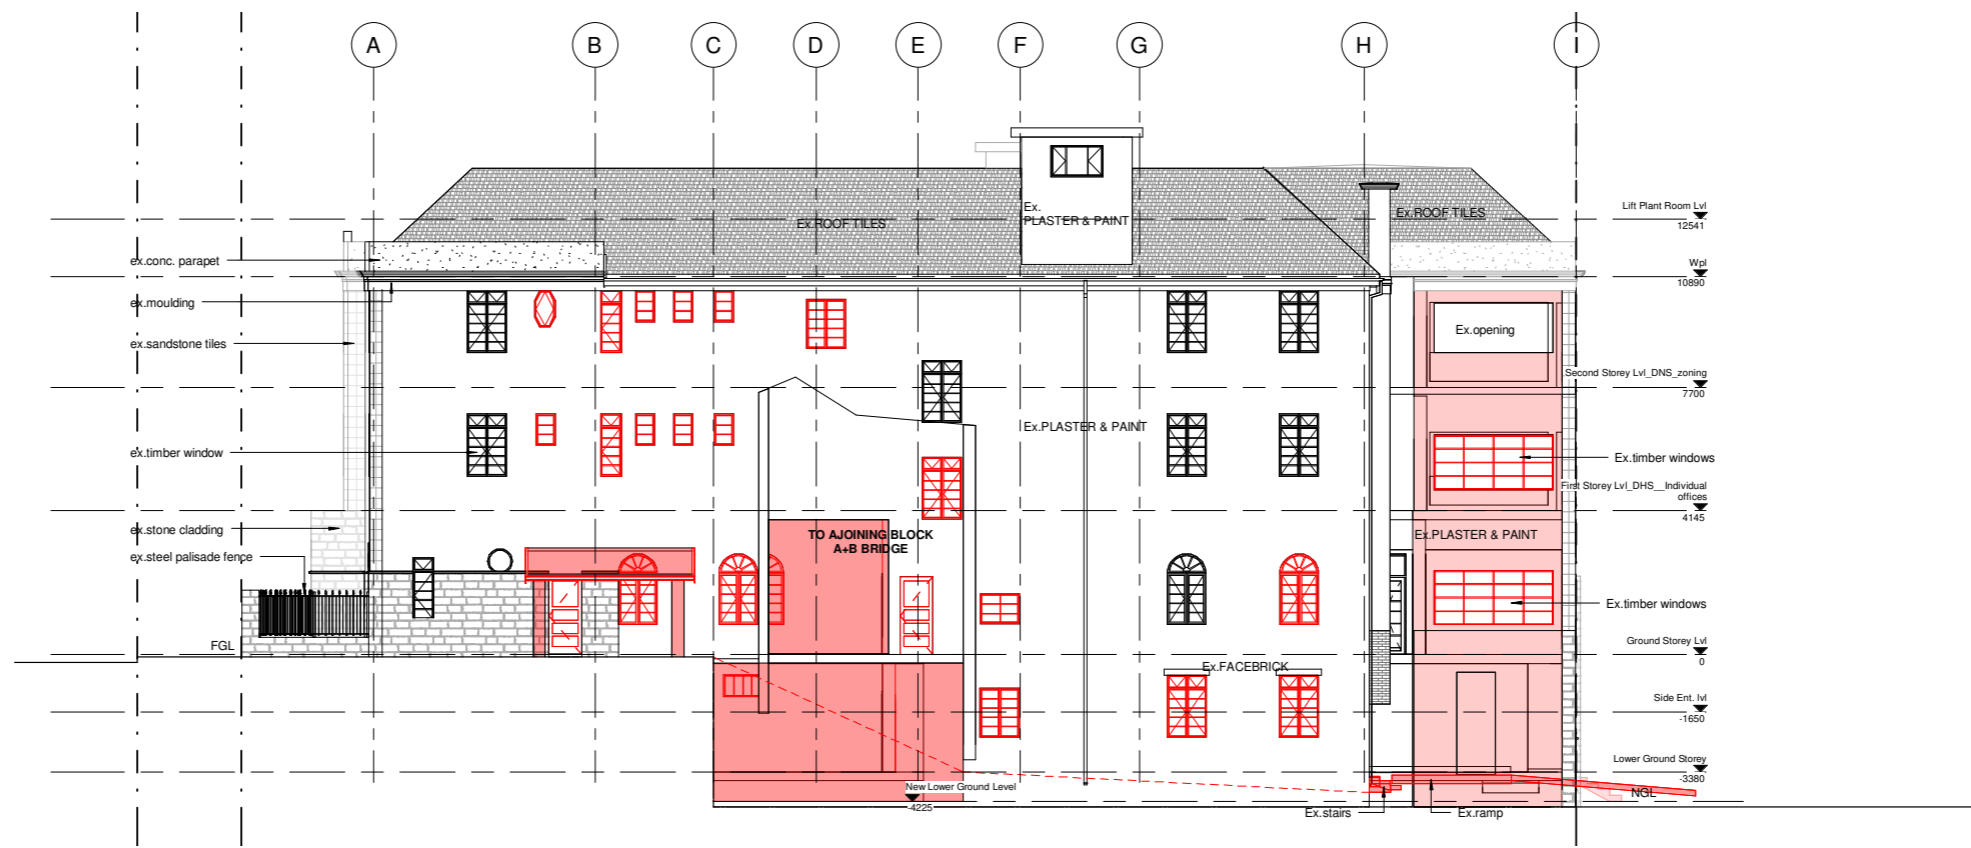 A B C D E F G H I
Lift Plant Room Lvl
12541
Ex.
PLASTER & PAINT
Ex.ROOF TILES
Ex.ROOF TILES
ex.conc. parapet
Wpl
10890
ex.moulding
Ex.opening
ex.sandstone tiles
Second Storey Lvl_DNS_zoning
7700
Ex.PLASTER & PAINT
ex.timber window
Ex.timber windows
First Storey Lvl_DHS__Individual
offices
4145
ex.stone cladding
TO AJOINING BLOCK
A+B BRIDGE
Ex.PLASTER & PAINT
ex.steel palisade fence
Ex.timber windows
FGL
Ground Storey Lvl
0
Ex.FACEBRICK
Side Ent. lvl
-1650
Lower Ground Storey
-3380
New Lower Ground Level
-4225
NGL
Ex.stairs
Ex.ramp